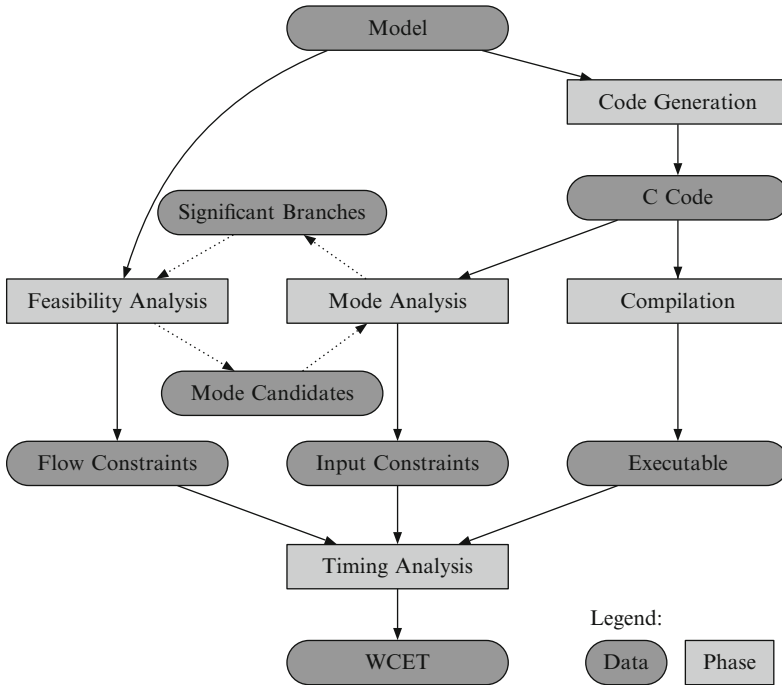 Model
Code Generation
Significant Branches
C Code
Feasibility Analysis
Mode Analysis
Compilation
Mode Candidates
Flow Constraints
Input Constraints
Executable
Timing Analysis
Legend:
WCET
Data
Phase